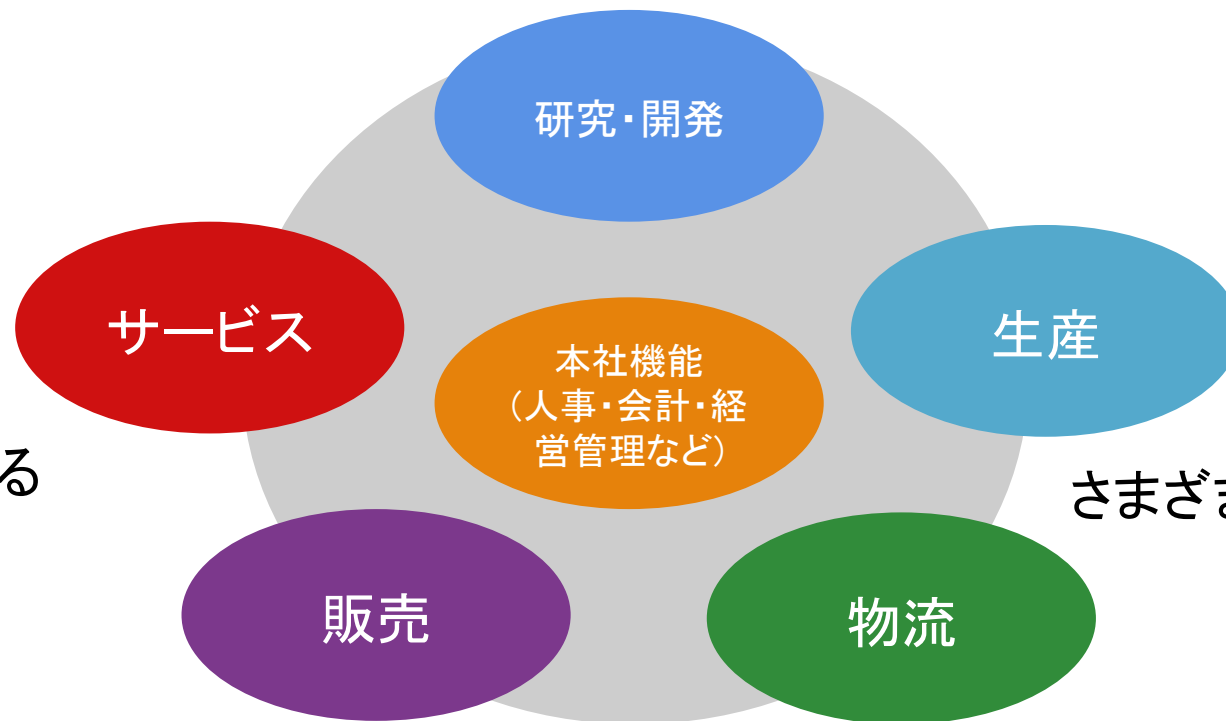 研究・開発
サービス
生産
本社機能
（人事・会計・経
営管理など）
る
さまざ
販売
物流